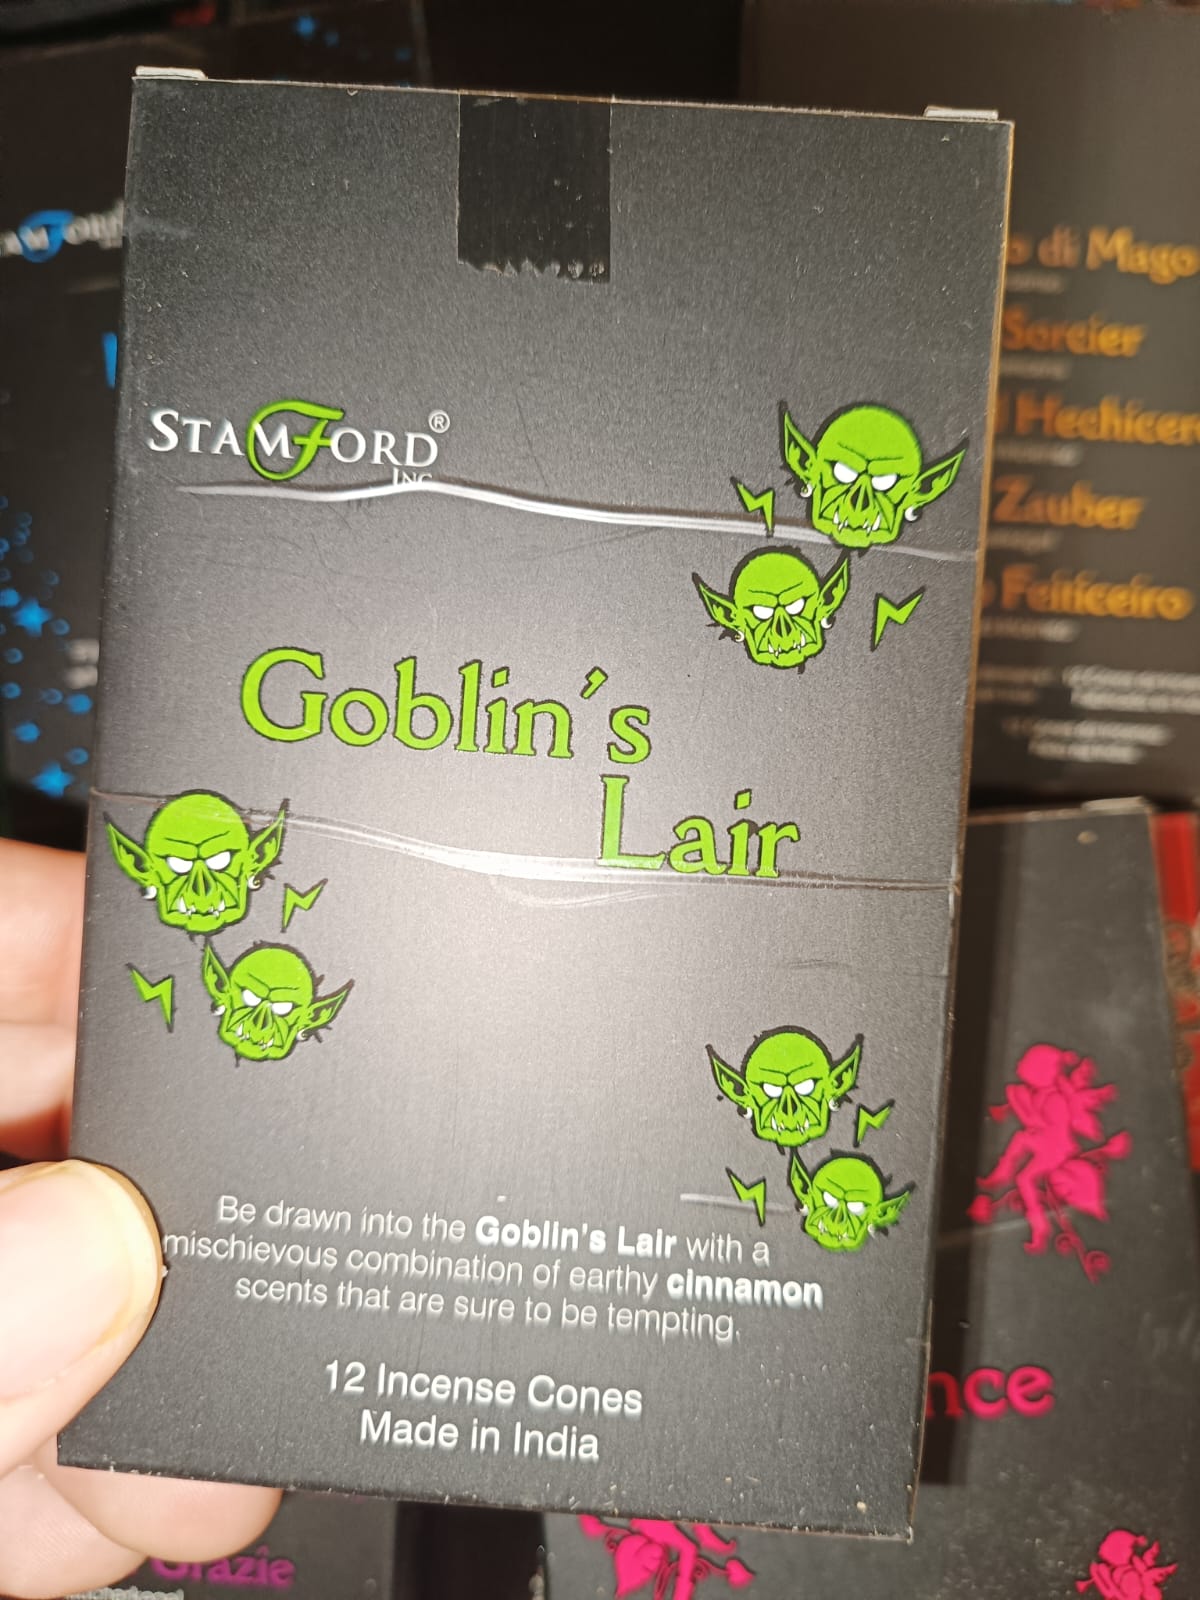 STAMFORD®
INC
Goblin's
Lair
Be drawn into the Goblin's Lair with a
mischievous combination of earthy cinnamon
scents that are sure to be tempting.
12 Incense Cones
Made in India
di Mago
Sorcier
Hechicero
Zauber
Feiticeiro
nce
Grazie